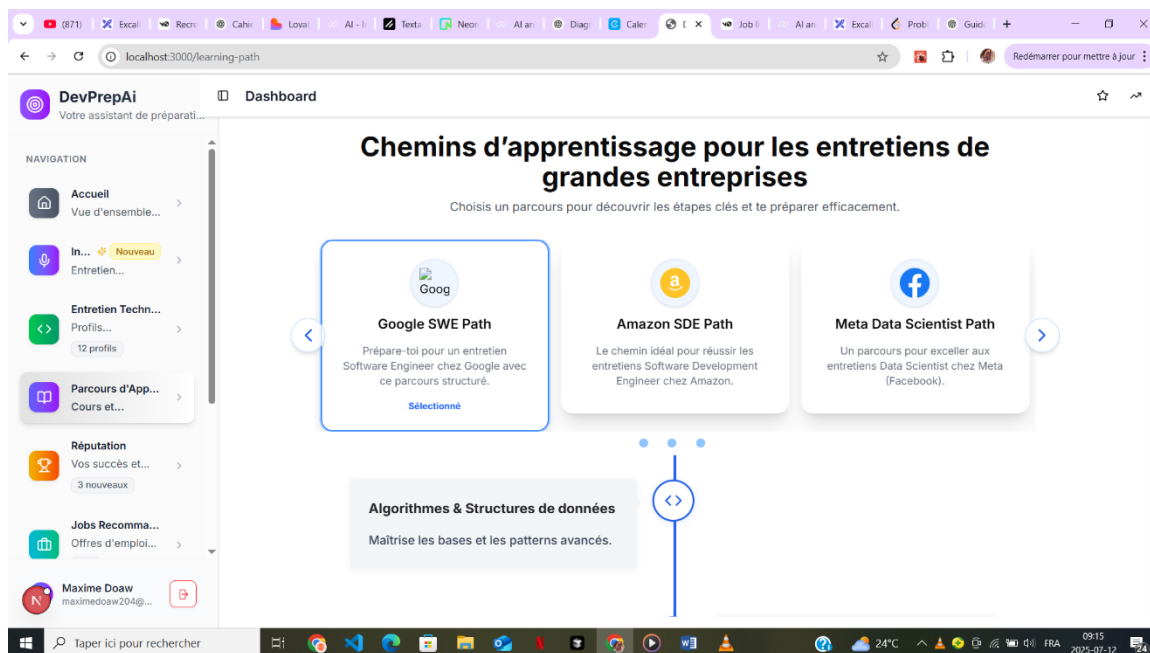 (871)
Excal
Recru
Cahie
Loval
AI - I
Texta
Neon
AI an
Diag
Calen
Job li
AI an
Excal
Probl
Guid
localhost:3000/learning-path
Redémarrer pour mettre à jour
DevPrepAi
Votre assistant de préparati...
Dashboard
NAVIGATION
Accueil
Vue d'ensemble...
In... Nouveau
Entretien...
Entretien Techn...
Profils...
12 profils
Parcours d'App...
Cours et...
Réputation
Vos succès et...
3 nouveaux
Jobs Recomma...
Offres d'emploi...
N
Maxime Doaw
maximedoaw204@...
Chemins d'apprentissage pour les entretiens de
grandes entreprises
Choisis un parcours pour découvrir les étapes clés et te préparer efficacement.
Goog
Google SWE Path
Prépare-toi pour un entretien
Software Engineer chez Google avec
ce parcours structuré.
Sélectionné
a
Amazon SDE Path
Le chemin idéal pour réussir les
entretiens Software Development
Engineer chez Amazon.
Meta Data Scientist Path
Un parcours pour exceller aux
entretiens Data Scientist chez Meta
(Facebook).
Algorithmes & Structures de données
Maîtrise les bases et les patterns avancés.
Taper ici pour rechercher
24°C
FRA
09:15
2025-07-12
24